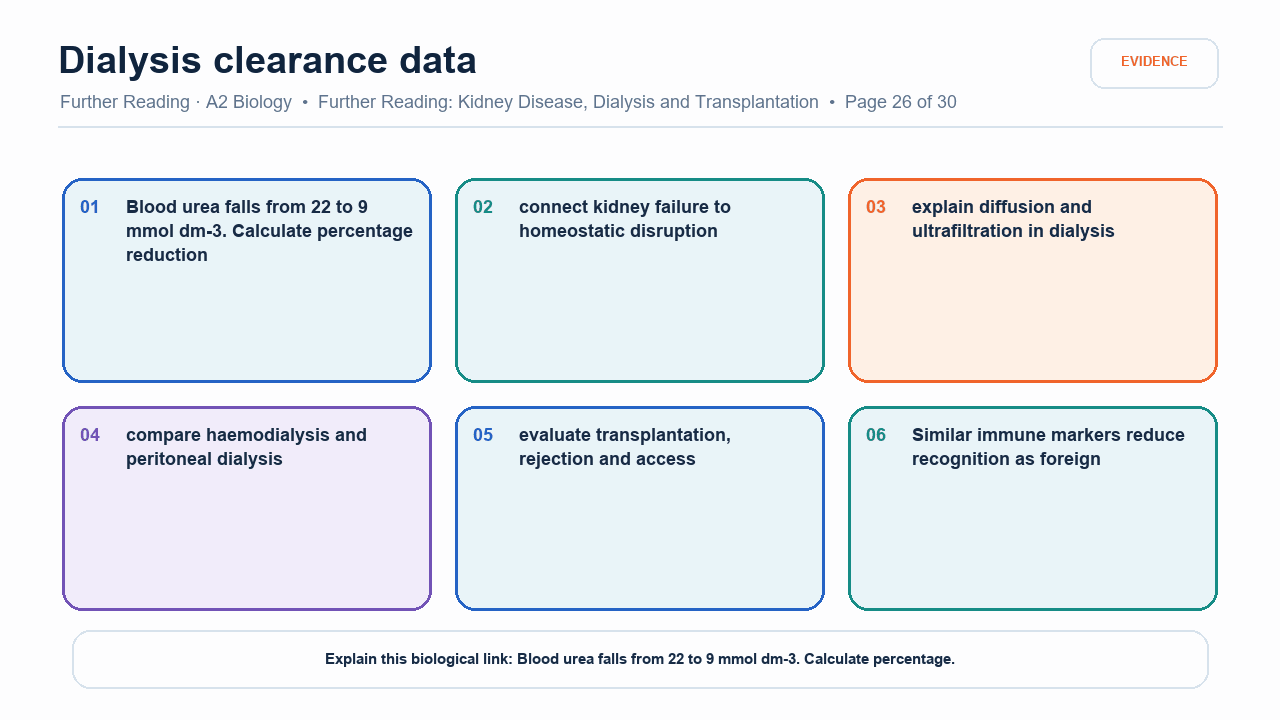 Dialysis clearance data
EVIDENCE
Further Reading · A2 Biology • Further Reading: Kidney Disease, Dialysis and Transplantation • Page 26 of 30
01
Blood urea falls from 22 to 9
mmol dm-3. Calculate percentage
reduction
02
connect kidney failure to
homeostatic disruption
03
explain diffusion and
ultrafiltration in dialysis
04
compare haemodialysis and
peritoneal dialysis
05
evaluate transplantation,
rejection and access
06
Similar immune markers reduce
recognition as foreign
Explain this biological link: Blood urea falls from 22 to 9 mmol dm-3. Calculate percentage.